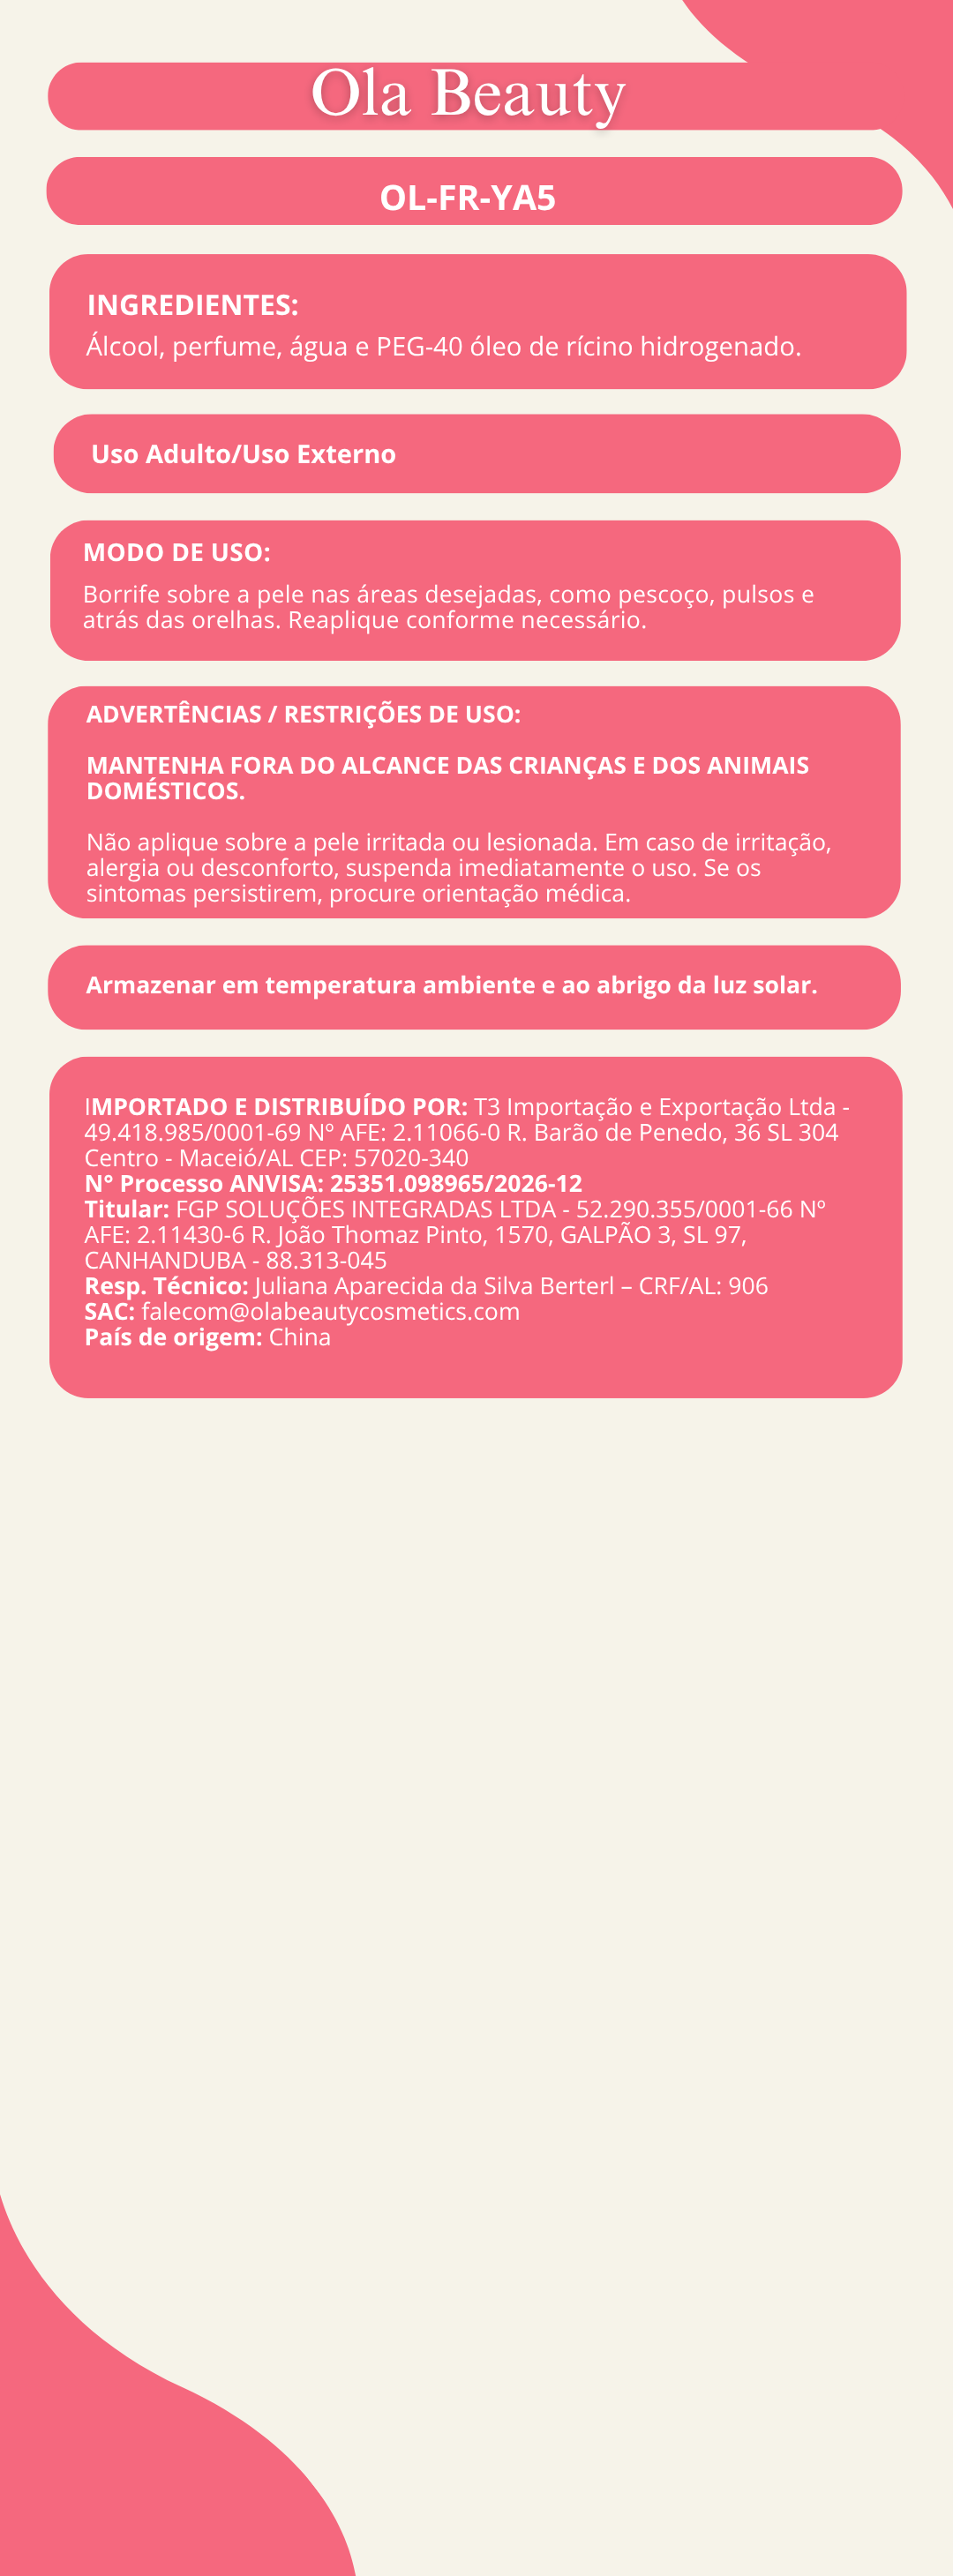 Ola Beauty
OL-FR-YA5
INGREDIENTES:
Álcool, perfume, água e PEG-40 óleo de rícino hidrogenado.
Uso Adulto/Uso Externo
MODO DE USO:
Borrife sobre a pele nas áreas desejadas, como pescoço, pulsos e
atrás das orelhas. Reaplique conforme necessário.
ADVERTÊNCIAS / RESTRIÇÕES DE USO:
MANTENHA FORA DO ALCANCE DAS CRIANÇAS E DOS ANIMAIS
DOMÉSTICOS.
Não aplique sobre a pele irritada ou lesionada. Em caso de irritação,
alergia ou desconforto, suspenda imediatamente o uso. Se os
sintomas persistirem, procure orientação médica.
Armazenar em temperatura ambiente e ao abrigo da luz solar.
IMPORTADO E DISTRIBUÍDO POR: T3 Importação e Exportação Ltda -
49.418.985/0001-69 Nº AFE: 2.11066-0 R. Barão de Penedo, 36 SL 304
Centro - Maceió/AL CEP: 57020-340
N° Processo ANVISA: 25351.098965/2026-12
Titular: FGP SOLUÇÕES INTEGRADAS LTDA - 52.290.355/0001-66 Nº
AFE: 2.11430-6 R. João Thomaz Pinto, 1570, GALPÃO 3, SL 97,
CANHANDUBA - 88.313-045
Resp. Técnico: Juliana Aparecida da Silva Berterl – CRF/AL: 906
SAC: falecom@olabeautycosmetics.com
País de origem: China